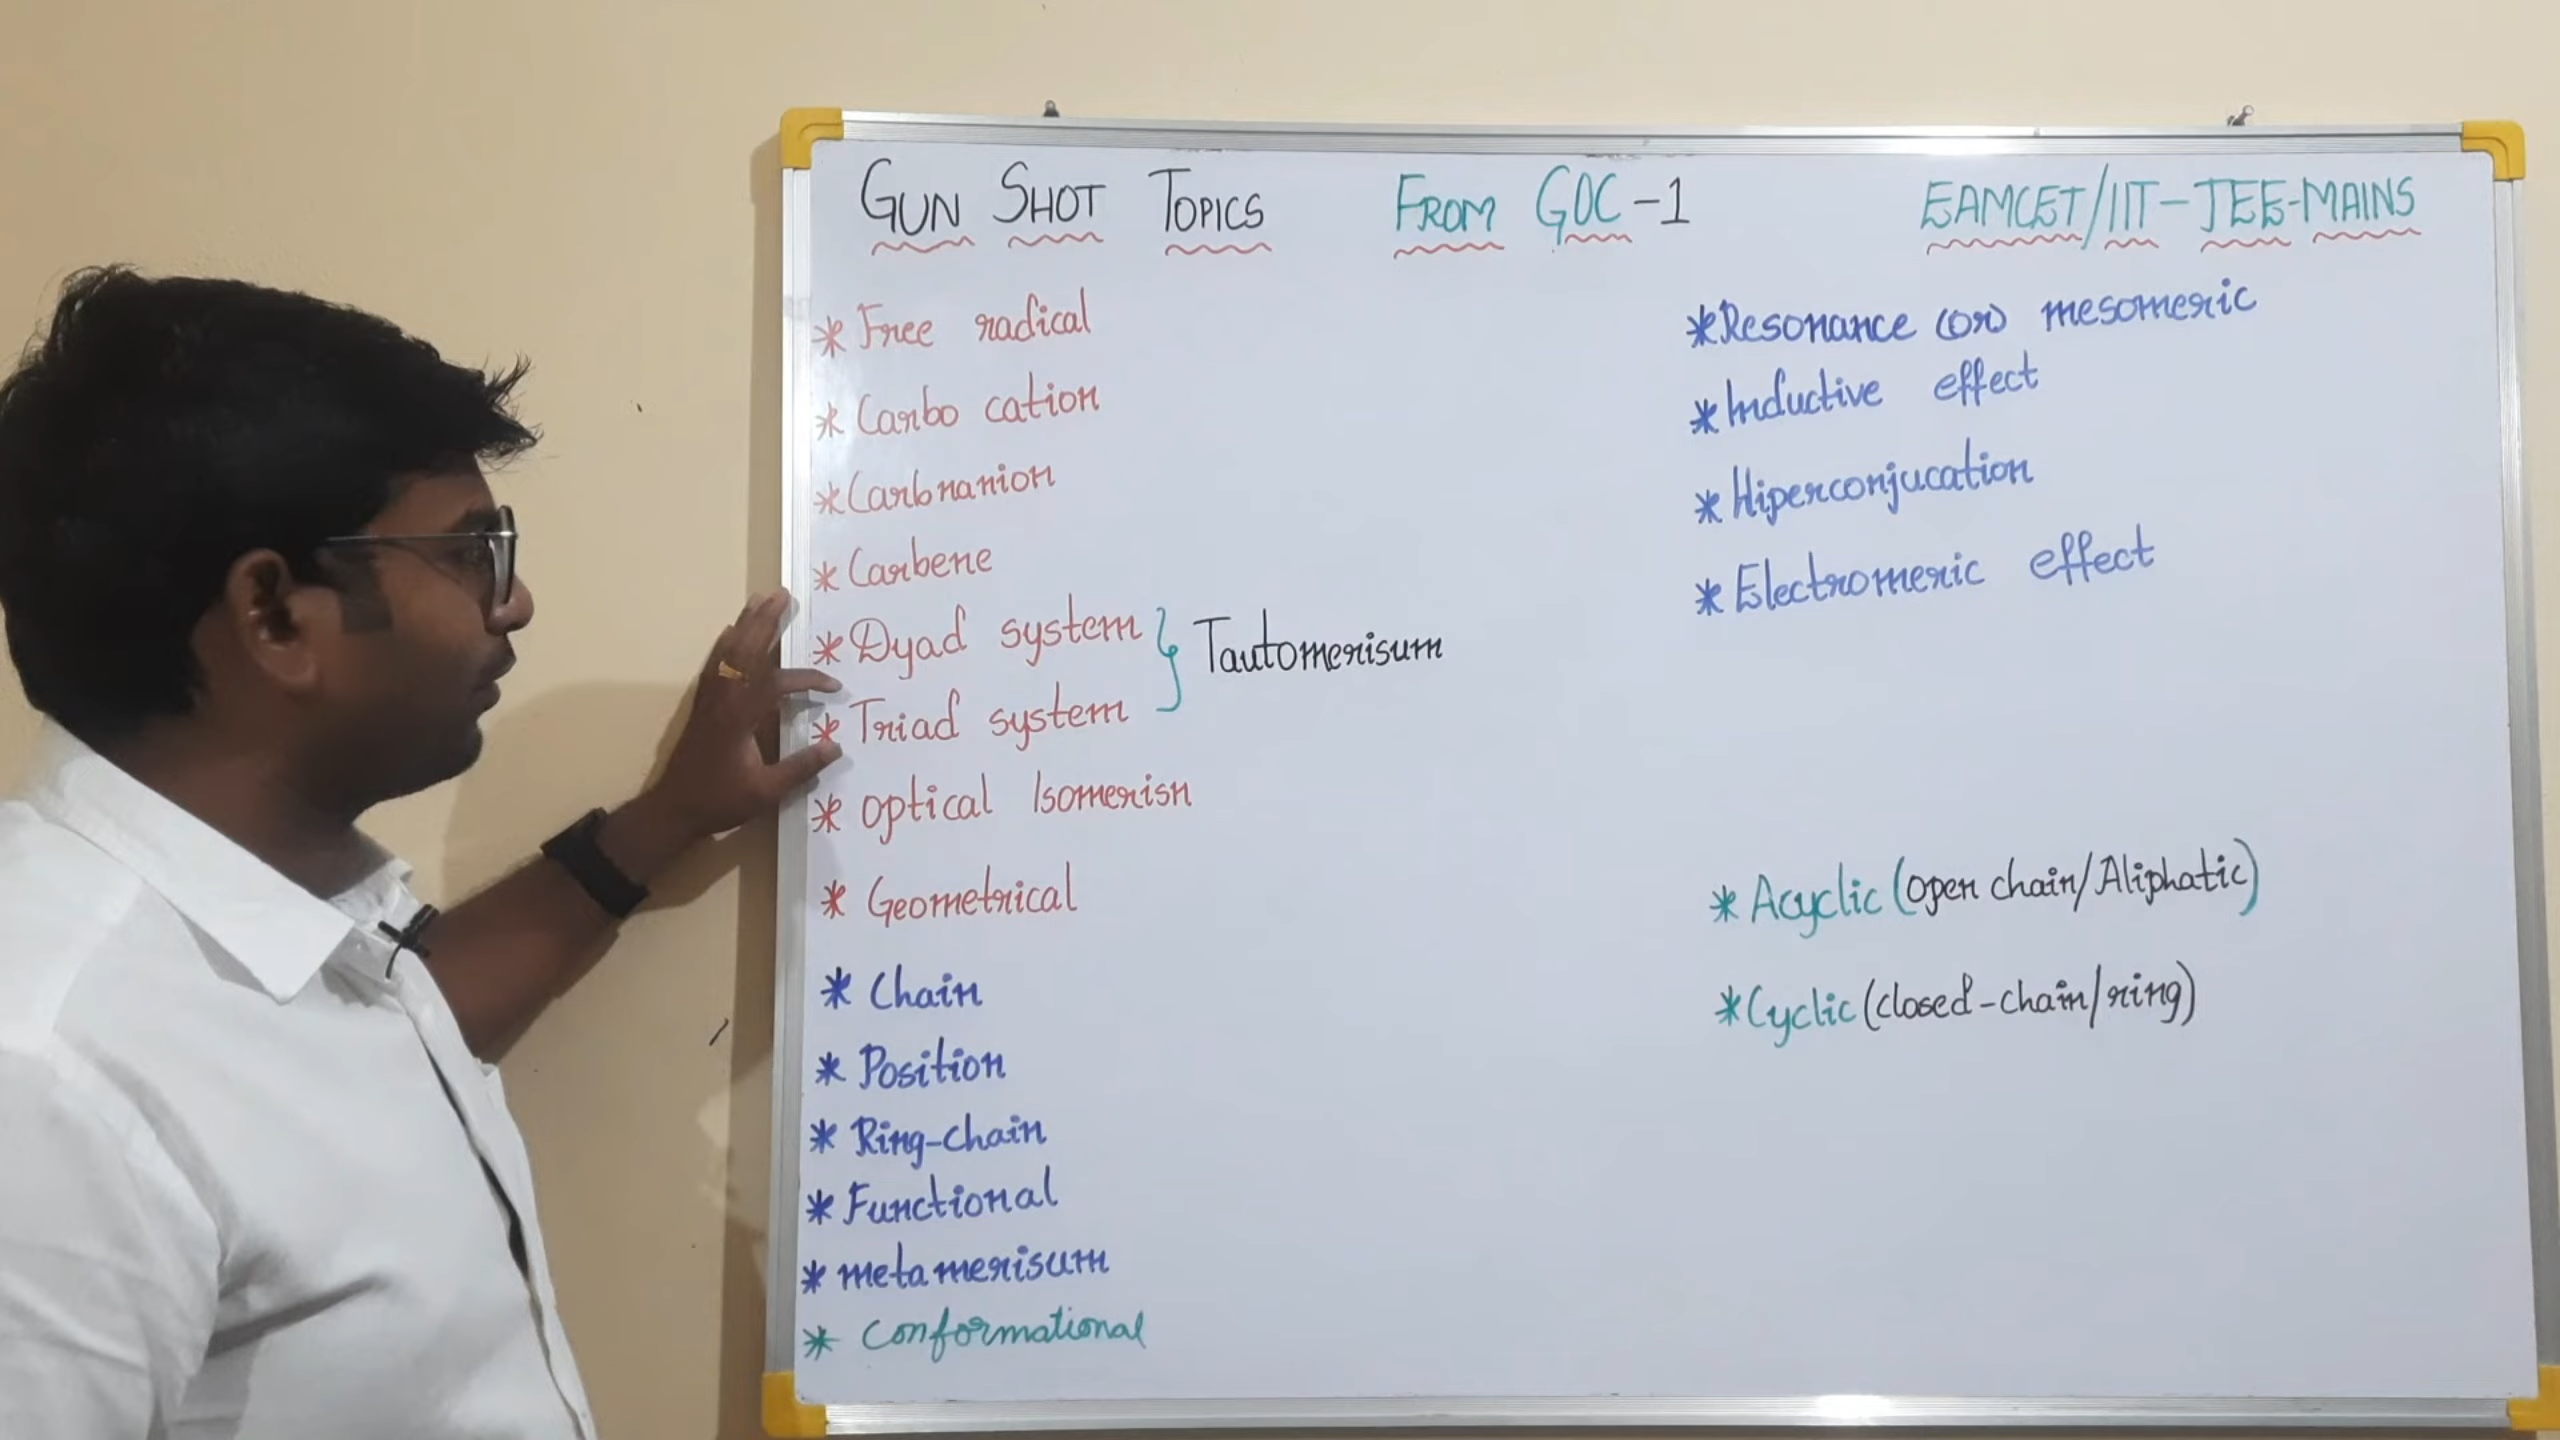 GUN SHOT TOPICS FROM GOC-1 EAMCET/IIT-JEE-MAINS
* Free radical
* Carbo cation
* Carbnanion
* Carbene
* Dyad system
* Triad system
Tautomerisum
* optical Isomerisn
* Geometrical
* Chain
* Position
* Ring-chain
* Functional
* metamerisum
* Conformational
* Resonance (or) mesomeric
* Inductive effect
* Hiperconjucation
* Electromeric effect
* Acyclic (open chain/Aliphatic)
* Cyclic (closed-chain/ring)